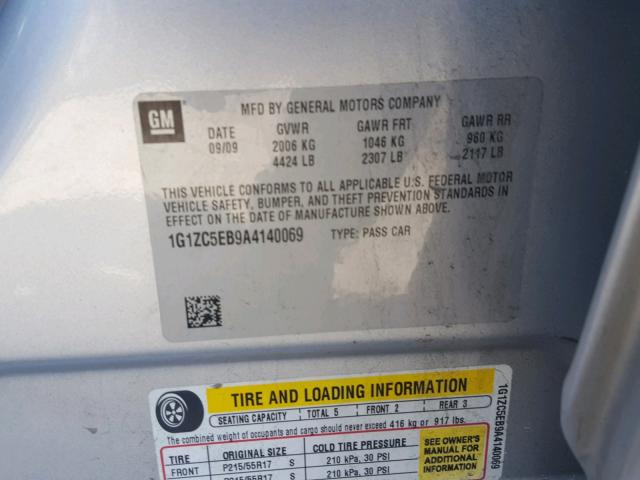 GM
MFD BY GENERAL MOTORS COMPANY
DATE GVWR GAWR FRT GAWR RR
09/09 2006 KG 1046 KG 960 KG
4424 LB 2307 LB 2117 LB
THIS VEHICLE CONFORMS TO ALL APPLICABLE U.S. FEDERAL MOTOR
VEHICLE SAFETY, BUMPER, AND THEFT PREVENTION STANDARDS IN
EFFECT ON THE DATE OF MANUFACTURE SHOWN ABOVE.
1G1ZC5EB9A4140069 TYPE: PASS CAR
TIRE AND LOADING INFORMATION
SEATING CAPACITY TOTAL 5 FRONT 2 REAR 3
The combined weight of occupants and cargo should never exceed 416 kg or 917 lbs.
TIRE ORIGINAL SIZE COLD TIRE PRESSURE
FRONT P215/55R17 S 210 kPa, 30 PSI
P215/55R17 S 210 kPa, 30 PSI
SEE OWNER'S
MANUAL FOR
ADDITIONAL
INFORMATION
1G1ZC5EB9A4140069